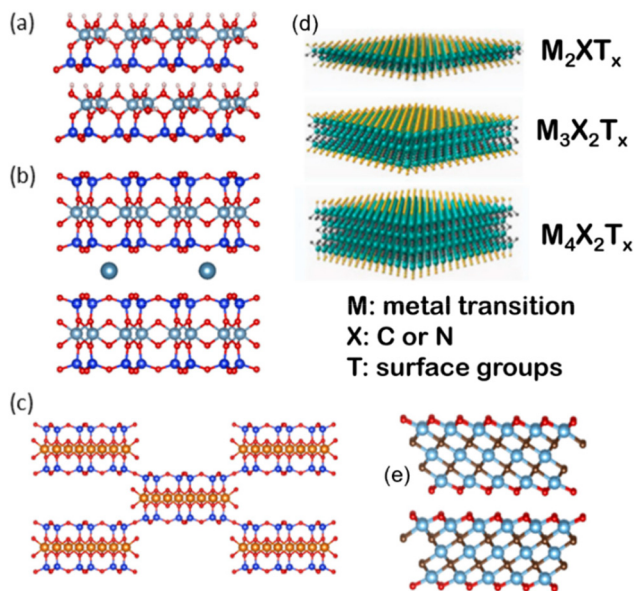 (a)
(b)
(c)
(d)
M₂XTₓ
M₃X₂Tₓ
M₄X₂Tₓ
M: metal transition
X: C or N
T: surface groups
(e)